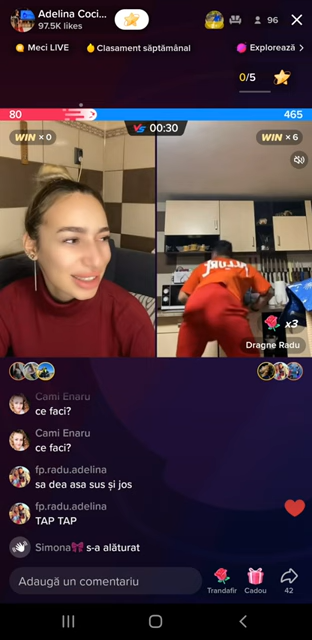 Adelina Coci...
97.5K likes
96
Meci LIVE
Clasament săptămânal
Explorează >
0/5
80
465
WIN × 0
VS 00:30
WIN × 6
x3
Dragne Radu
Cami Enaru
ce faci?
Cami Enaru
ce faci?
fp.radu.adelina
sa dea asa sus și jos
fp.radu.adelina
TAP TAP
Simona🎀 s-a alăturat
Adaugă un comentariu
Trandafir
Cadou
42